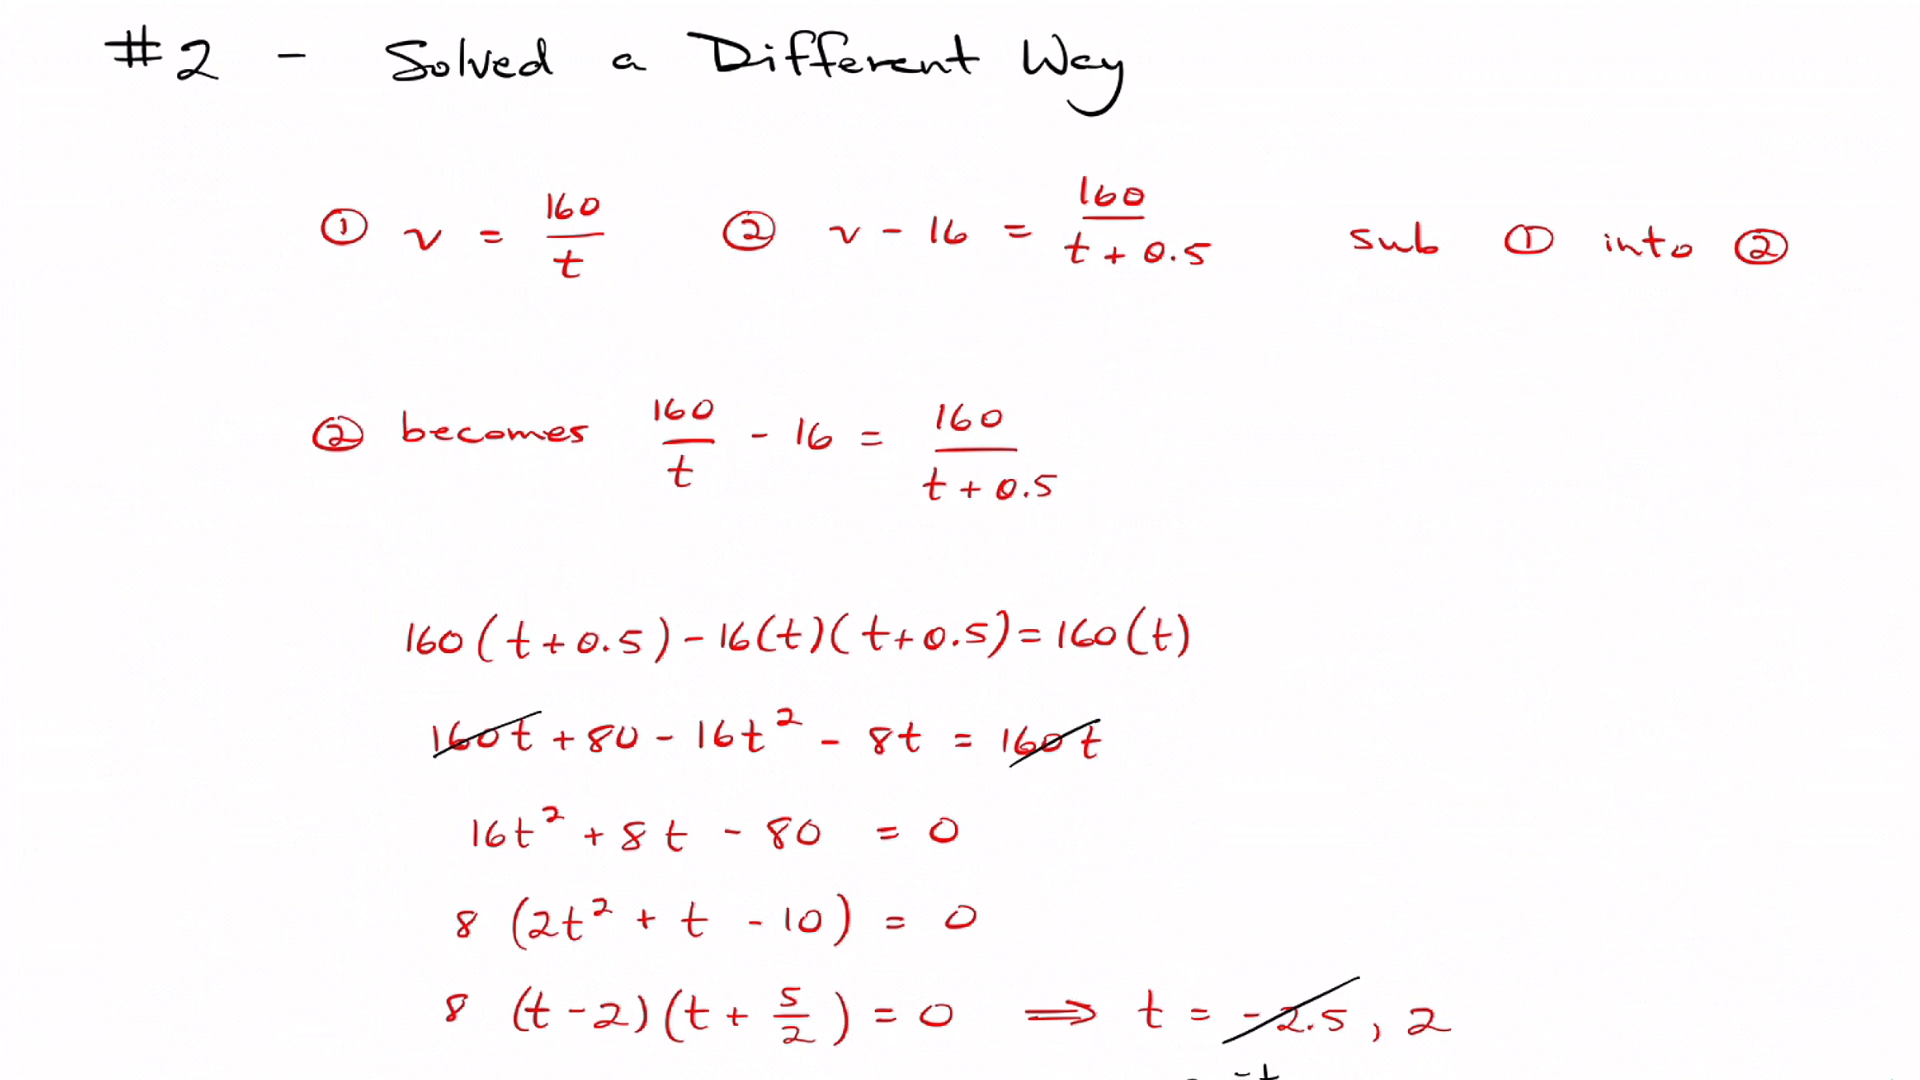 #2 - Solved a Different Way
① v = 160/t ② v - 16 = 160/(t + 0.5) sub ① into ②
② becomes 160/t - 16 = 160/(t + 0.5)
160(t+0.5)-16(t)(t+0.5)=160(t)
160t + 80 - 16t² - 8t = 160t
16t² + 8t - 80 = 0
8 (2t² + t - 10) = 0
8 (t - 2)(t + 5/2) = 0 ⟹ t = -2.5, 2